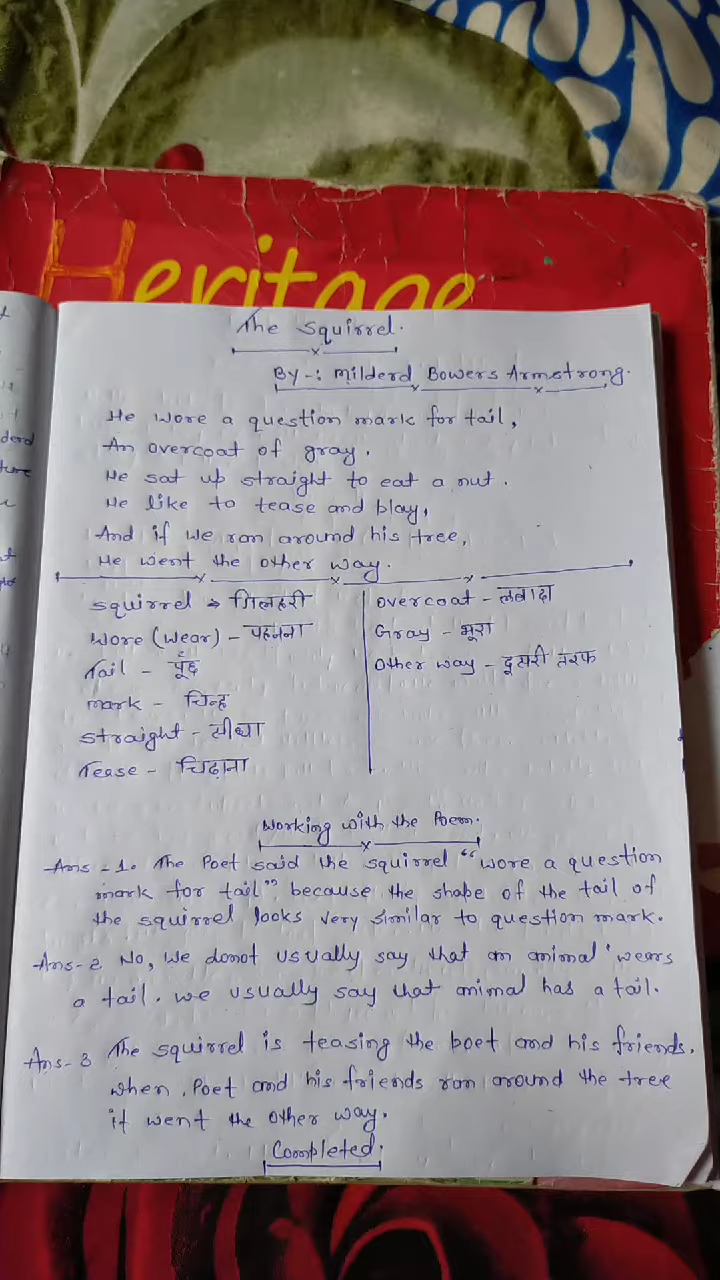 Heritage
The Squirrel.
By-: Milderd Bowers Armstrong.
He wore a question mark for tail,
An overcoat of gray.
He sat up straight to eat a nut.
He like to tease and play,
And if we ran around his tree,
He went the other way.
squirrel → गिलहरी
wore (wear) - पहनना
Tail - पूँछ
mark - चिन्ह
straight - सीधा
Tease - चिढ़ाना
overcoat - लबादा
Gray - भूरा
Other way - दूसरी तरफ
Working with the Poem.
Ans - 1. The Poet said the squirrel "wore a question
mark for tail" because the shape of the tail of
the squirrel looks very similar to question mark.
Ans- 2 No, We donot usually say that an animal 'wears
a tail. we usually say that animal has a tail.
Ans- 3 The squirrel is teasing the poet and his friends.
when, Poet and his friends ran around the tree
it went the other way.
Completed.